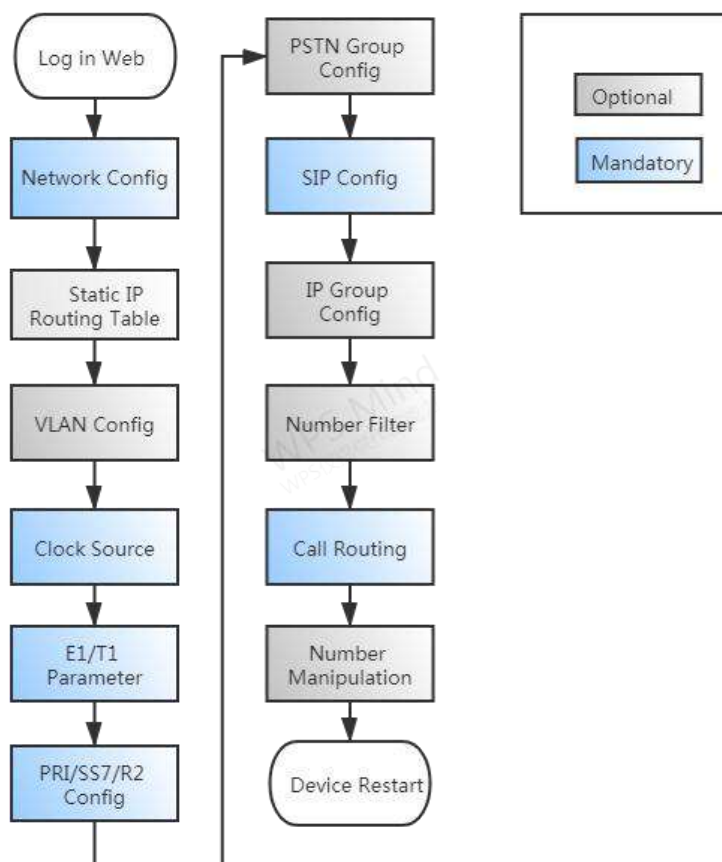 Log in Web
Network Config
Static IP
Routing Table
VLAN Config
Clock Source
E1/T1
Parameter
PRI/SS7/R2
Config
PSTN Group
Config
SIP Config
IP Group
Config
Number Filter
Call Routing
Number
Manipulation
Device Restart
Optional
Mandatory
WPS Mind